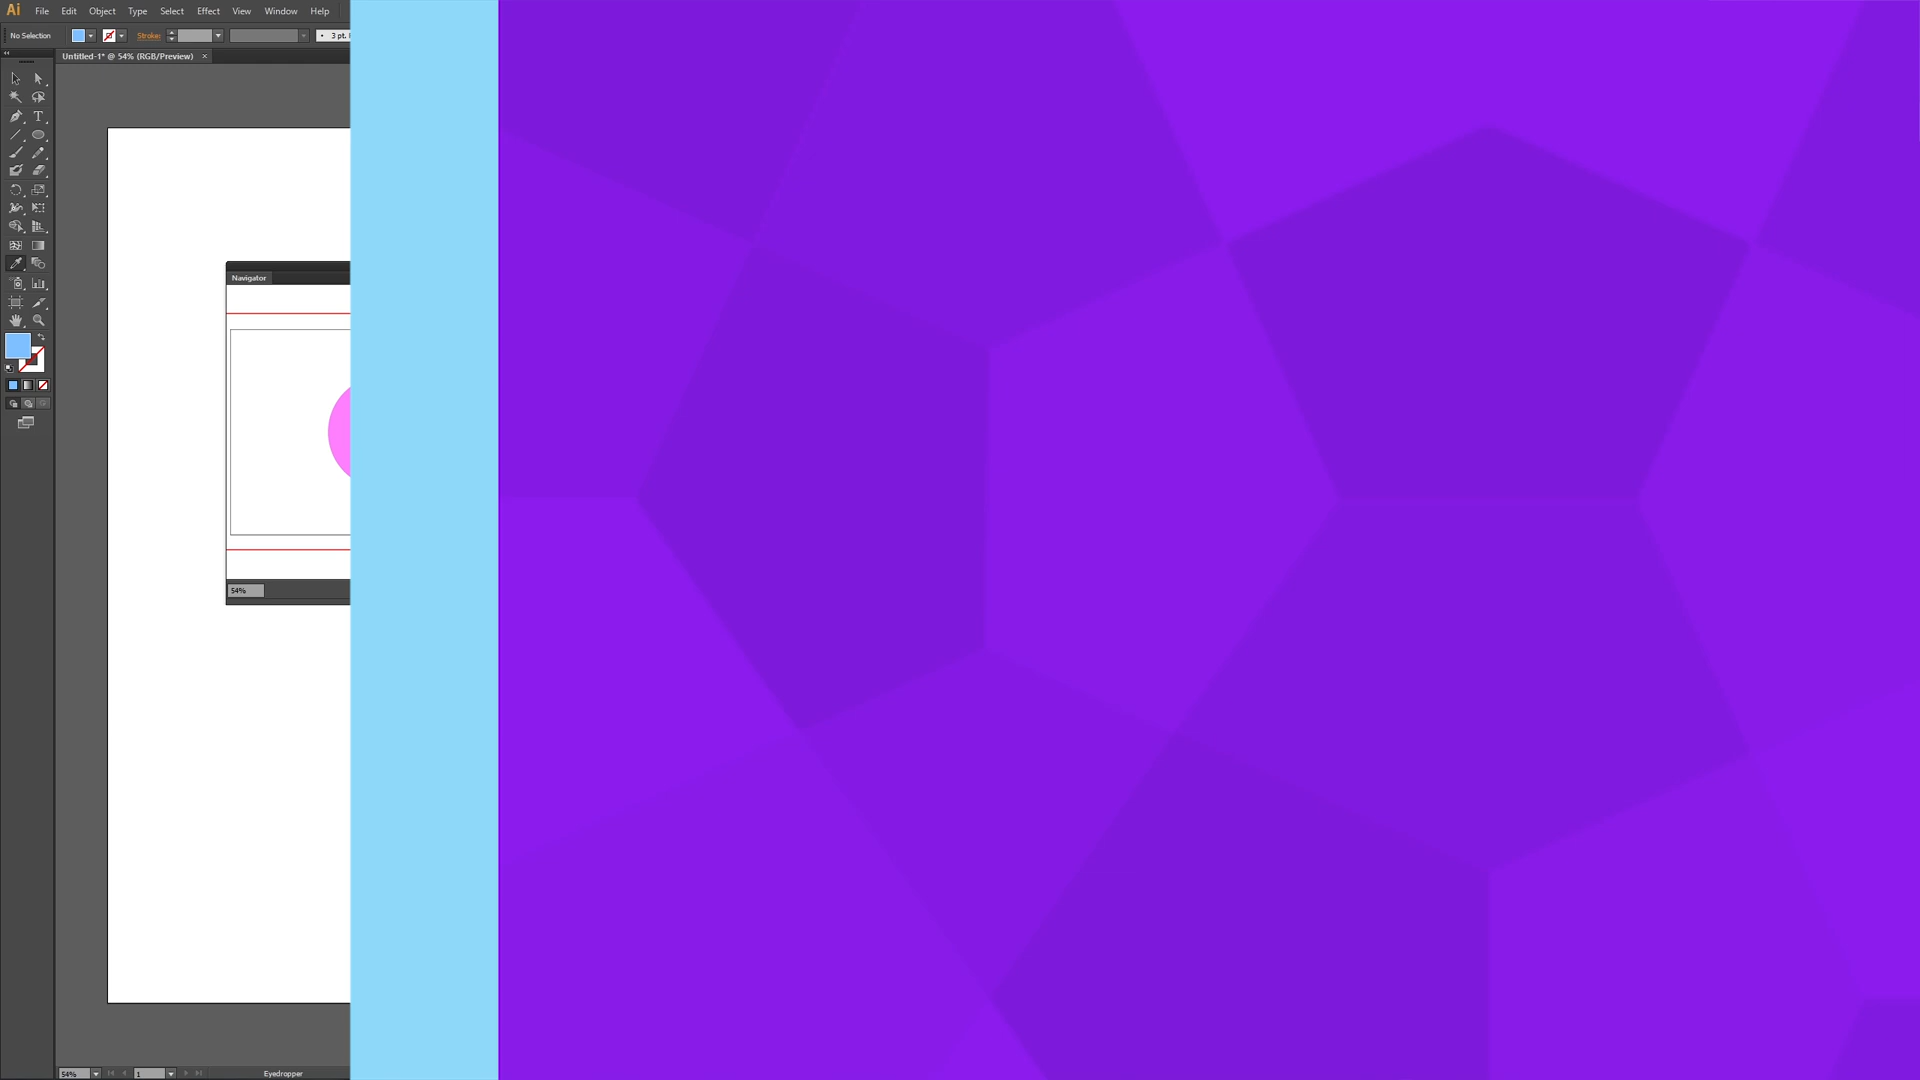 Ai File Edit Object Type Select Effect View Window Help
No Selection Stroke: 3 pt.
Untitled-1* @ 54% (RGB/Preview) ×
Navigator
54%
54% 1 Eyedropper